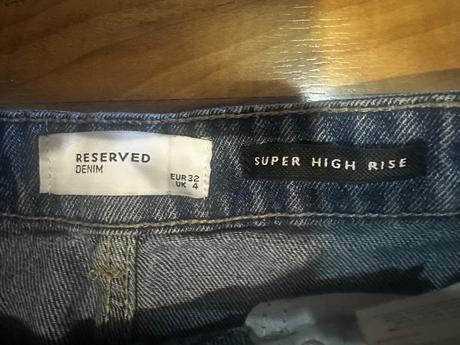 RESERVED
DENIM
EUR 32
UK 4
SUPER HIGH RISE